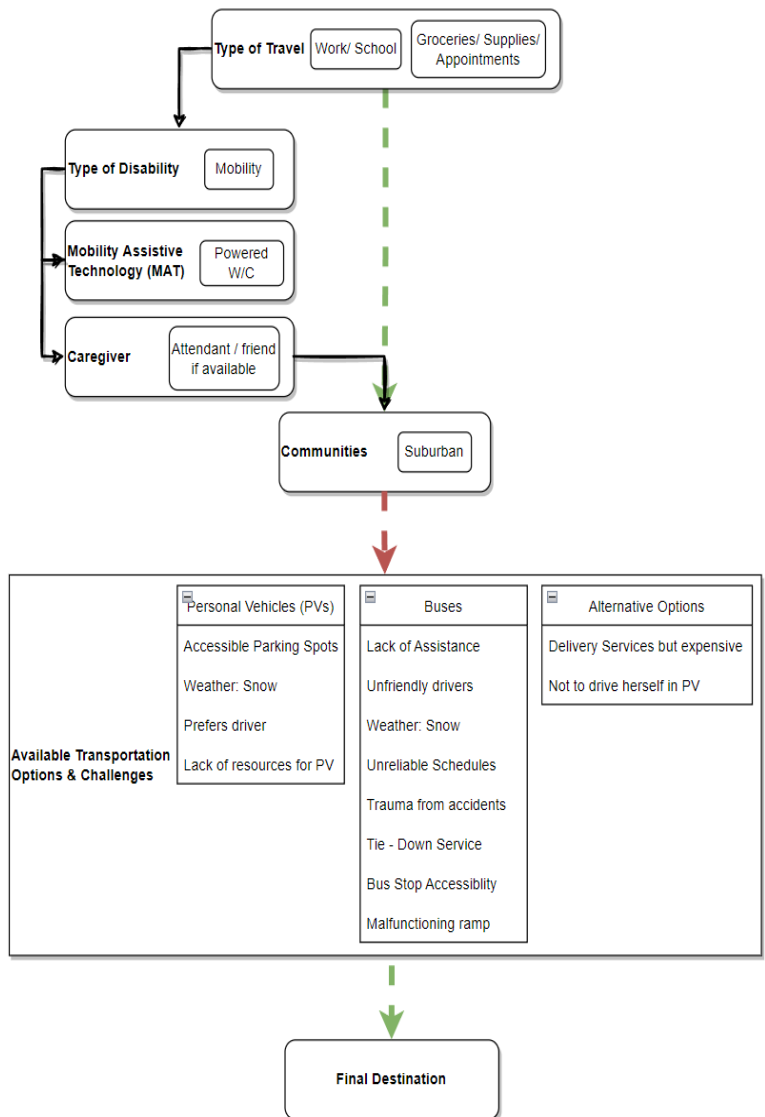 Type of Travel
Work/ School
Groceries/ Supplies/
Appointments
Type of Disability
Mobility
Mobility Assistive
Technology (MAT)
Powered
W/C
Caregiver
Attendant / friend
if available
Communities
Suburban
Available Transportation
Options & Challenges
Personal Vehicles (PVs)
Accessible Parking Spots
Weather: Snow
Prefers driver
Lack of resources for PV
Buses
Lack of Assistance
Unfriendly drivers
Weather: Snow
Unreliable Schedules
Trauma from accidents
Tie - Down Service
Bus Stop Accessiblity
Malfunctioning ramp
Alternative Options
Delivery Services but expensive
Not to drive herself in PV
Final Destination